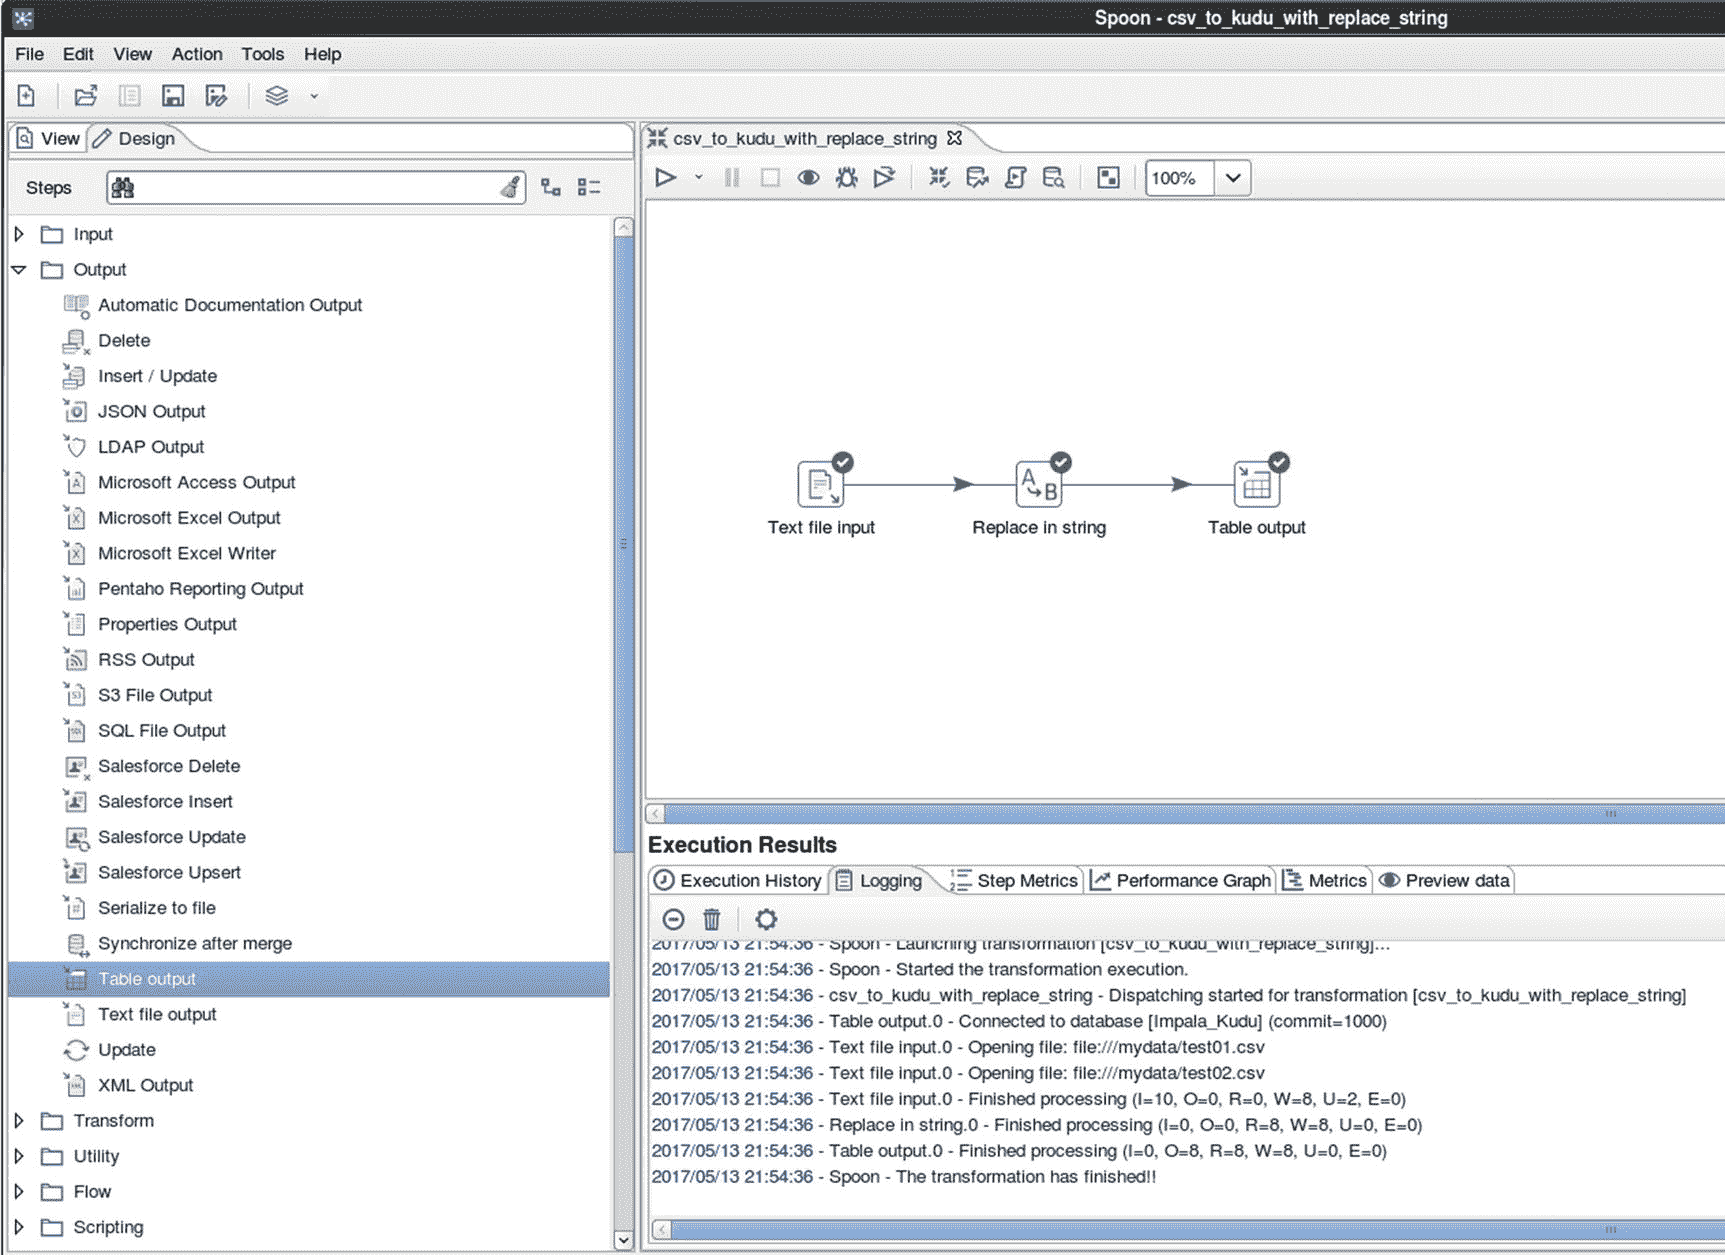 Spoon - csv_to_kudu_with_replace_string
File Edit View Action Tools Help
View Design
Steps
Input
Output
Automatic Documentation Output
Delete
Insert / Update
JSON Output
LDAP Output
Microsoft Access Output
Microsoft Excel Output
Microsoft Excel Writer
Pentaho Reporting Output
Properties Output
RSS Output
S3 File Output
SQL File Output
Salesforce Delete
Salesforce Insert
Salesforce Update
Salesforce Upsert
Serialize to file
Synchronize after merge
Table output
Text file output
Update
XML Output
Transform
Utility
Flow
Scripting
csv_to_kudu_with_replace_string
100%
Text file input Replace in string Table output
Execution Results
Execution History Logging Step Metrics Performance Graph Metrics Preview data
2017/05/13 21:54:36 - Spoon - Launching transformation [csv_to_kudu_with_replace_string]...
2017/05/13 21:54:36 - Spoon - Started the transformation execution.
2017/05/13 21:54:36 - csv_to_kudu_with_replace_string - Dispatching started for transformation [csv_to_kudu_with_replace_string]
2017/05/13 21:54:36 - Table output.0 - Connected to database [Impala_Kudu] (commit=1000)
2017/05/13 21:54:36 - Text file input.0 - Opening file: file:///mydata/test01.csv
2017/05/13 21:54:36 - Text file input.0 - Opening file: file:///mydata/test02.csv
2017/05/13 21:54:36 - Text file input.0 - Finished processing (I=10, O=0, R=0, W=8, U=2, E=0)
2017/05/13 21:54:36 - Replace in string.0 - Finished processing (I=0, O=0, R=8, W=8, U=0, E=0)
2017/05/13 21:54:36 - Table output.0 - Finished processing (I=0, O=8, R=8, W=8, U=0, E=0)
2017/05/13 21:54:36 - Spoon - The transformation has finished!!